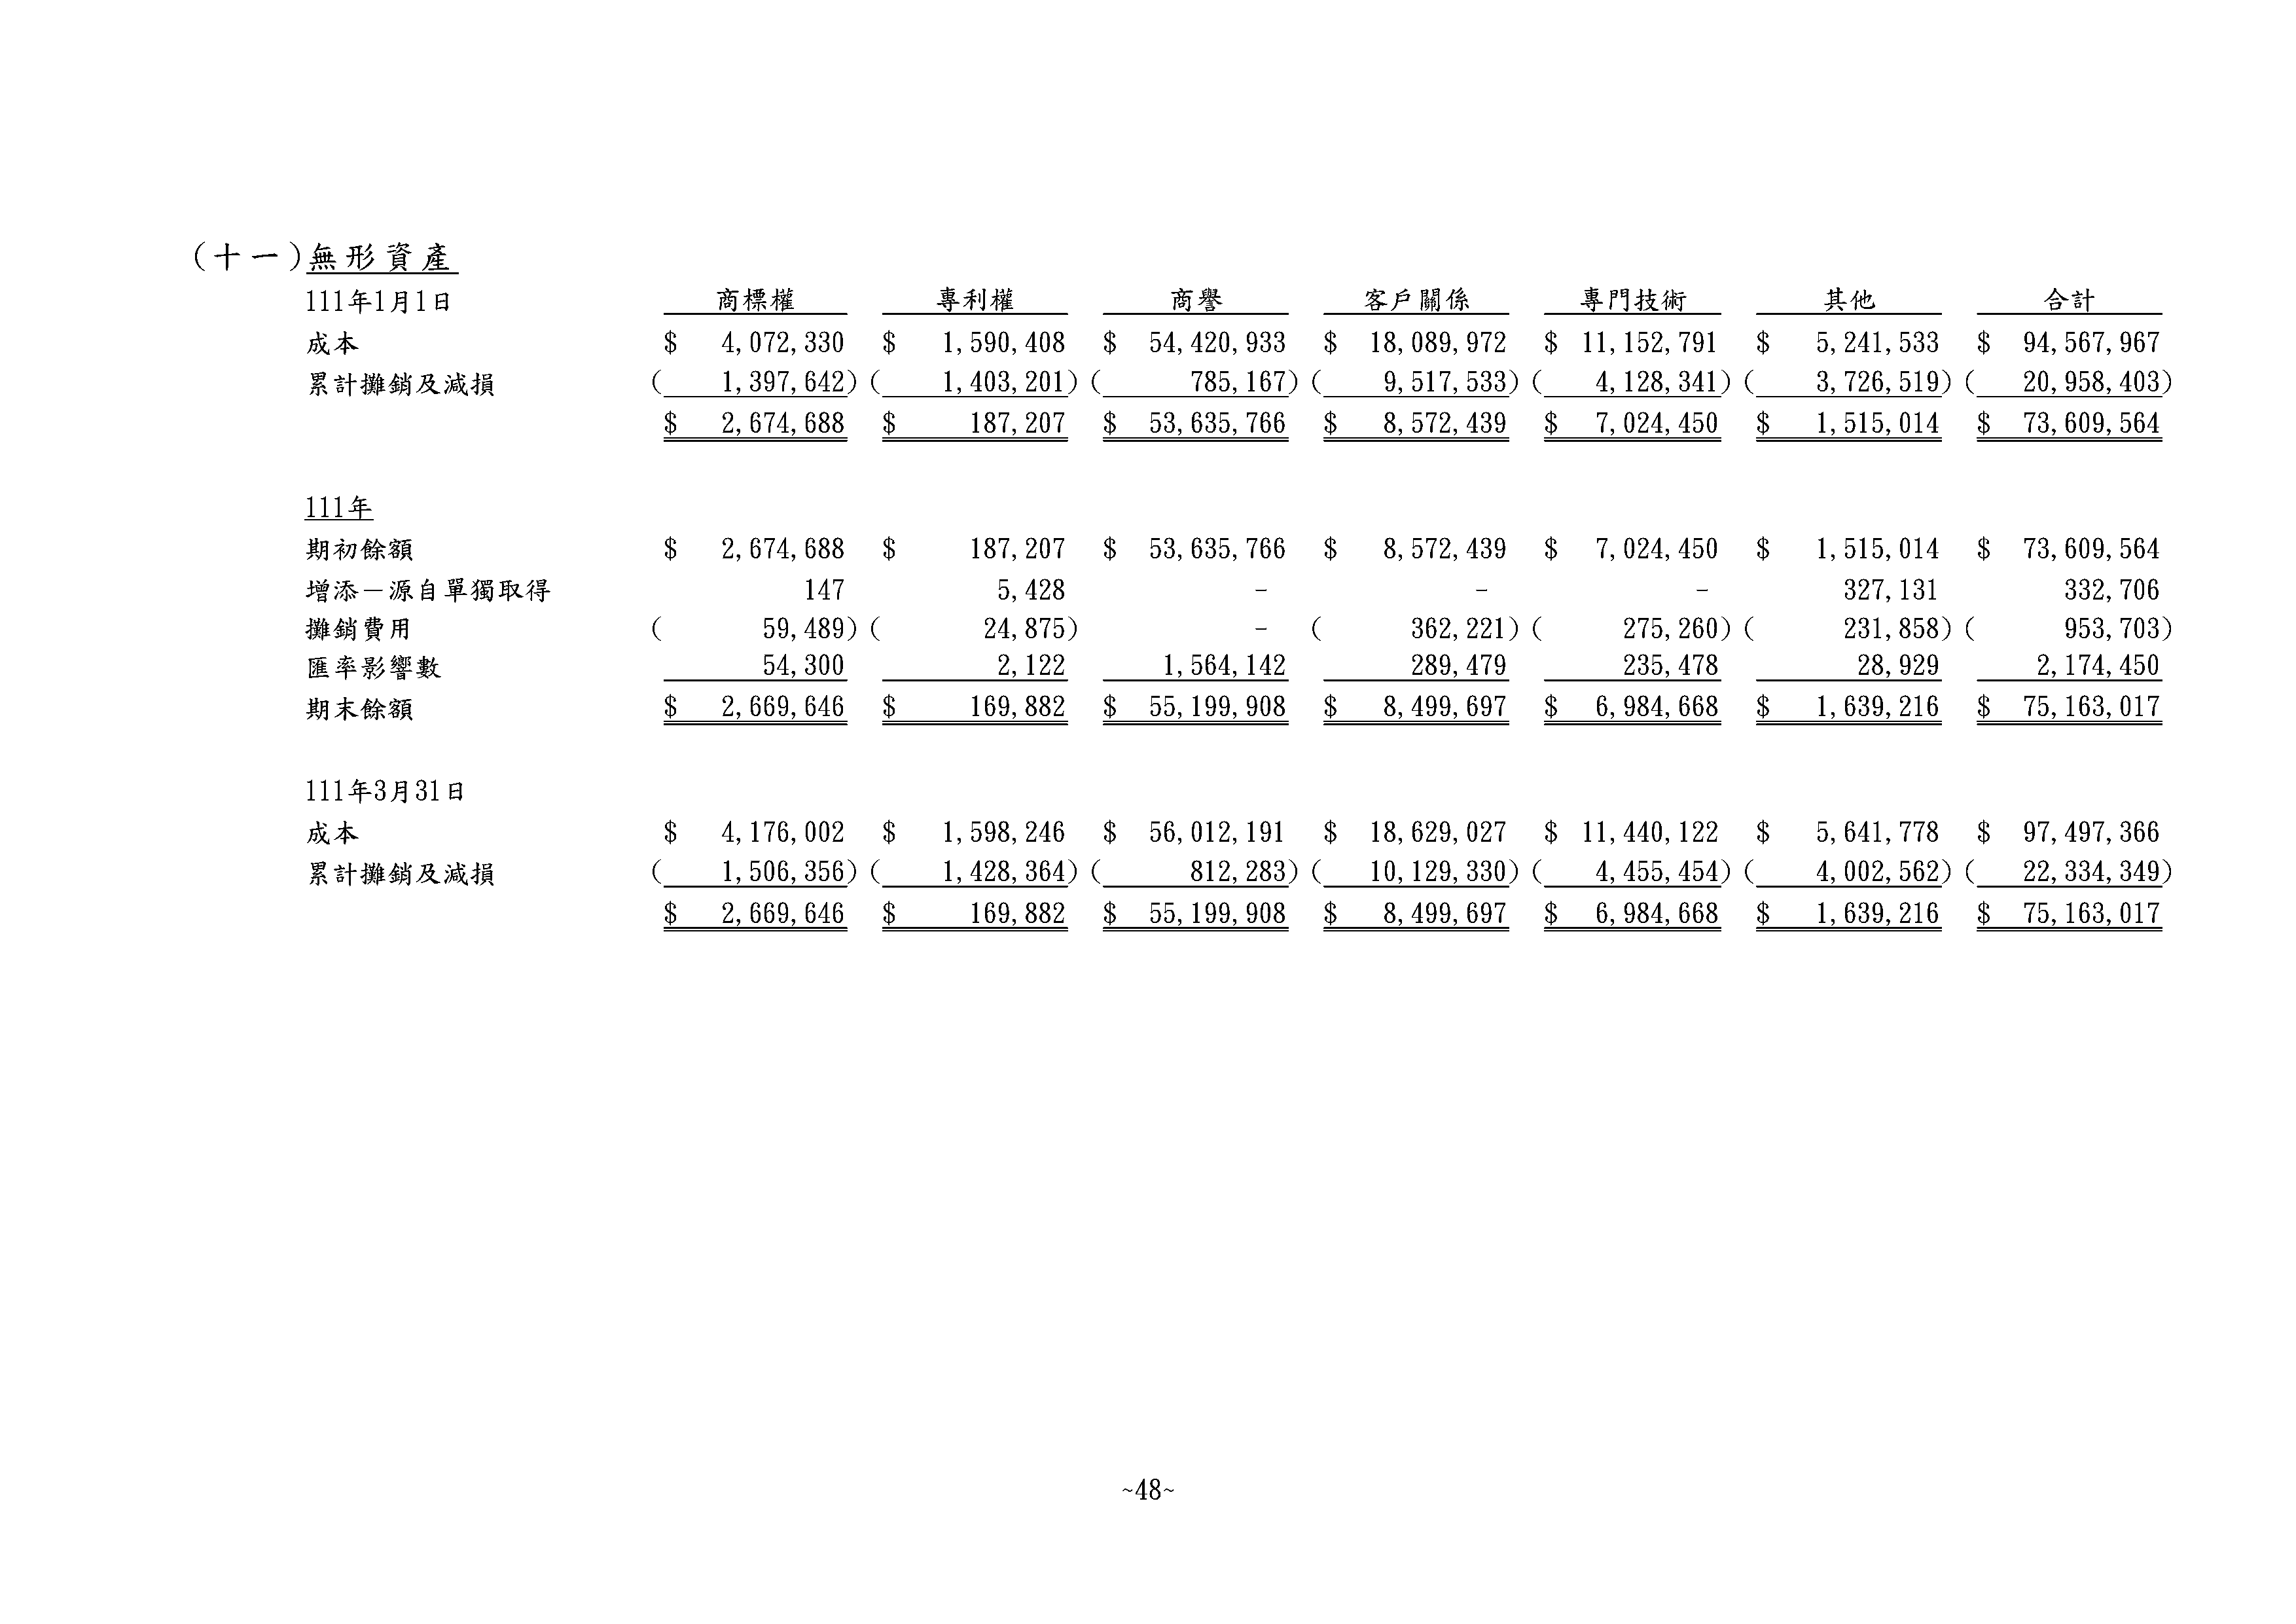 (十一)無形資產
111年1月1日 商標權 專利權 商譽 客戶關係 專門技術 其他 合計
成本 $ 4,072,330 $ 1,590,408 $ 54,420,933 $ 18,089,972 $ 11,152,791 $ 5,241,533 $ 94,567,967
累計攤銷及減損 ( 1,397,642) ( 1,403,201) ( 785,167) ( 9,517,533) ( 4,128,341) ( 3,726,519) ( 20,958,403)
$ 2,674,688 $ 187,207 $ 53,635,766 $ 8,572,439 $ 7,024,450 $ 1,515,014 $ 73,609,564
111年
期初餘額 $ 2,674,688 $ 187,207 $ 53,635,766 $ 8,572,439 $ 7,024,450 $ 1,515,014 $ 73,609,564
增添－源自單獨取得 147 5,428 - - - 327,131 332,706
攤銷費用 ( 59,489) ( 24,875) - ( 362,221) ( 275,260) ( 231,858) ( 953,703)
匯率影響數 54,300 2,122 1,564,142 289,479 235,478 28,929 2,174,450
期末餘額 $ 2,669,646 $ 169,882 $ 55,199,908 $ 8,499,697 $ 6,984,668 $ 1,639,216 $ 75,163,017
111年3月31日
成本 $ 4,176,002 $ 1,598,246 $ 56,012,191 $ 18,629,027 $ 11,440,122 $ 5,641,778 $ 97,497,366
累計攤銷及減損 ( 1,506,356) ( 1,428,364) ( 812,283) ( 10,129,330) ( 4,455,454) ( 4,002,562) ( 22,334,349)
$ 2,669,646 $ 169,882 $ 55,199,908 $ 8,499,697 $ 6,984,668 $ 1,639,216 $ 75,163,017
~48~